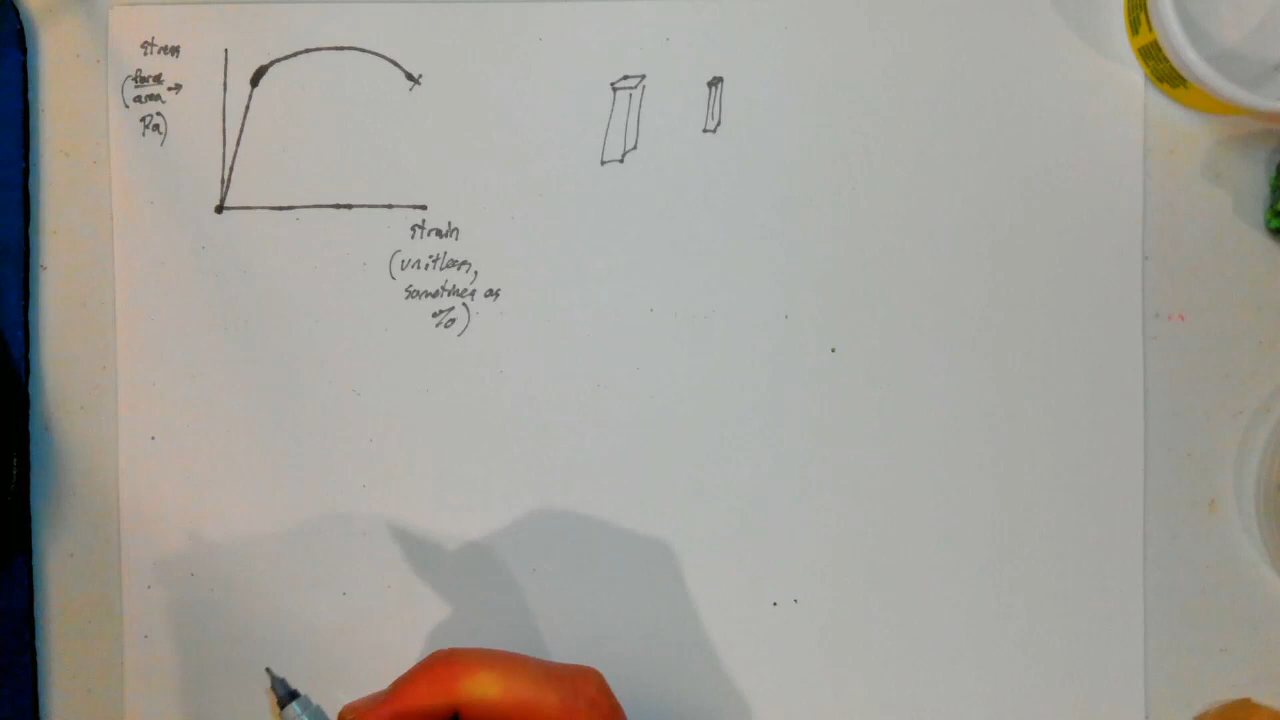 stress
(force
area →
Pa)
strain
(unitless,
sometimes as
%)